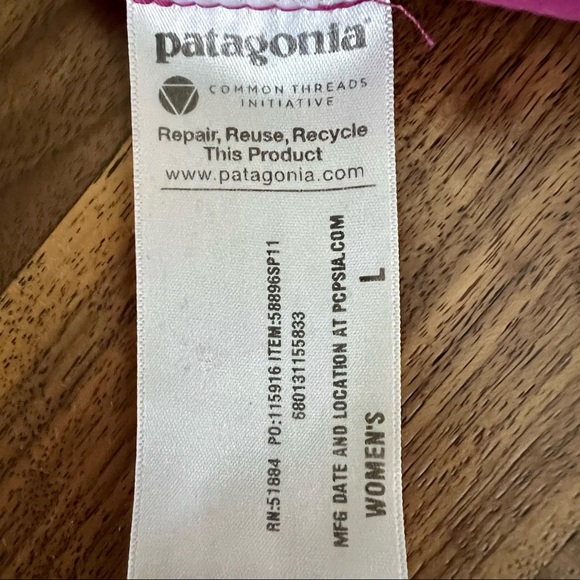 patagonia®
COMMON THREADS
INITIATIVE
Repair, Reuse, Recycle
This Product
www.patagonia.com
RN:51884 PO:115916 ITEM:58896SP11
680131155833
MFG DATE AND LOCATION AT PCPSIA.COM
WOMEN'S L